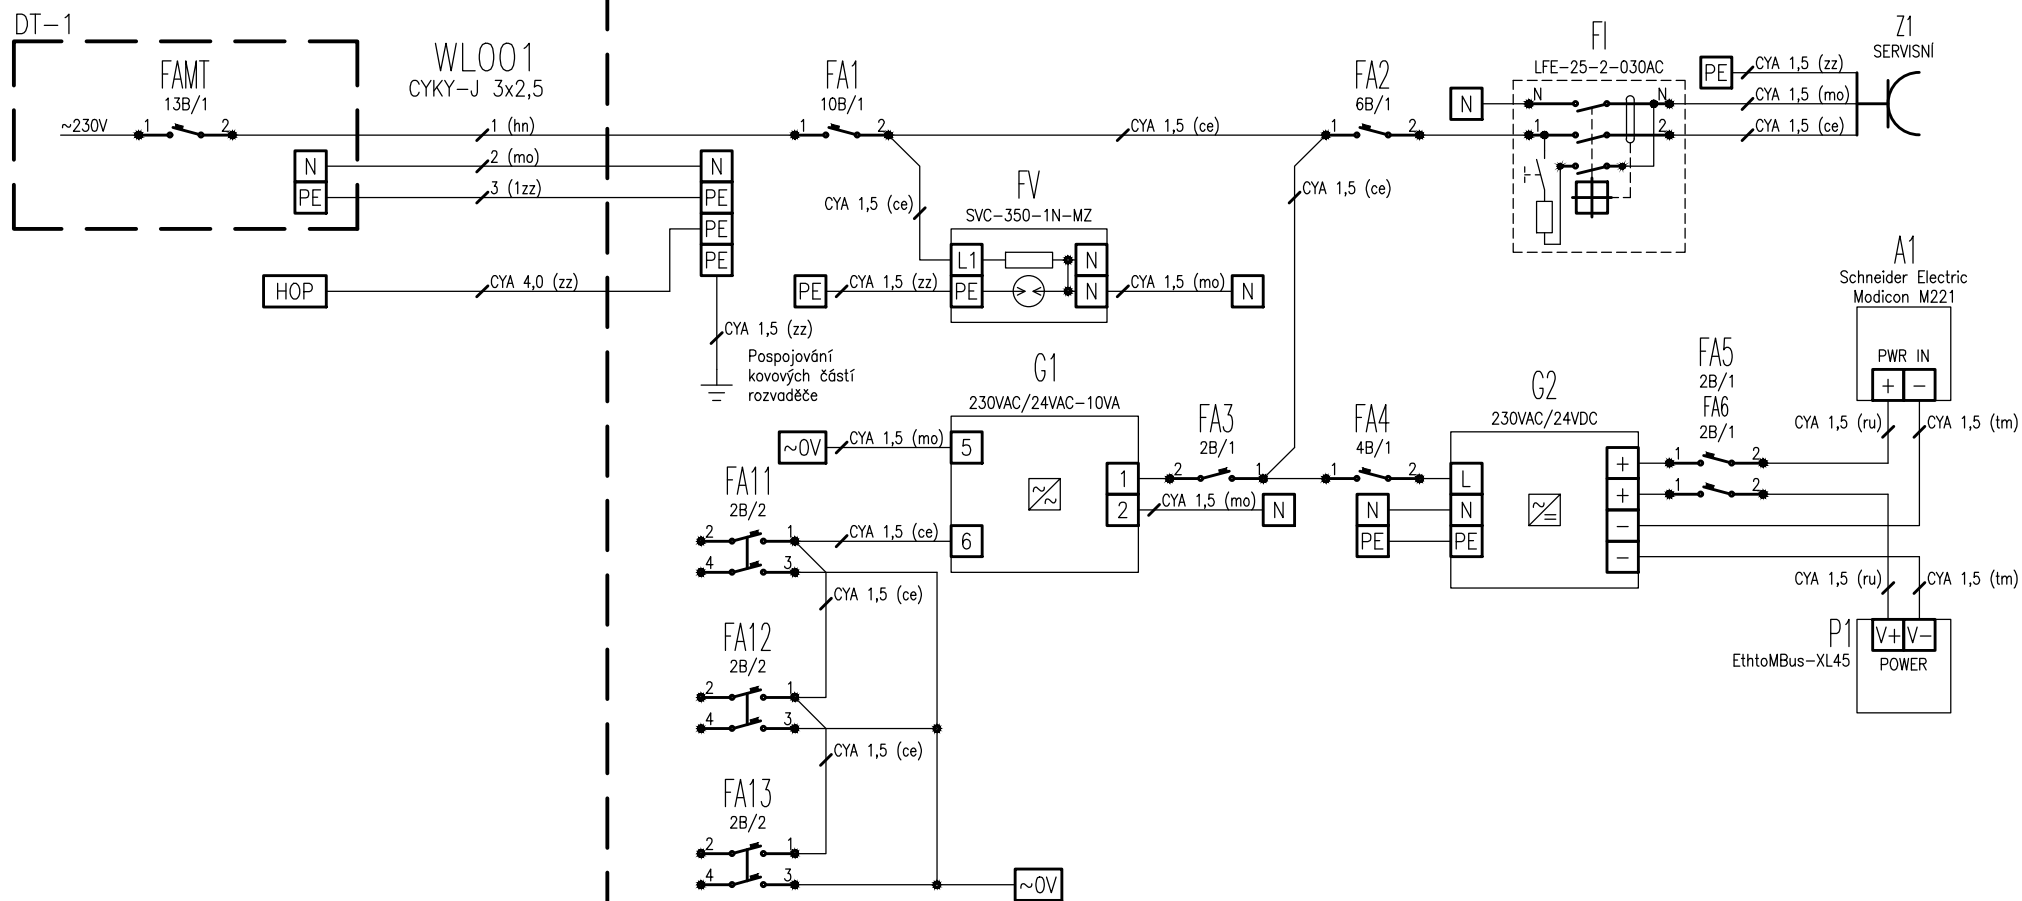 DT-1
FAMT
13B/1
~230V
1
2
N
PE
WL001
CYKY-J 3x2,5
1 (hn)
2 (mo)
3 (1zz)
HOP
CYA 4,0 (zz)
N
PE
PE
PE
CYA 1,5 (zz)
Pospojování
kovových částí
rozvaděče
FA1
10B/1
1
2
CYA 1,5 (ce)
CYA 1,5 (ce)
FV
SVC-350-1N-MZ
L1
N
PE
CYA 1,5 (zz)
PE
N
CYA 1,5 (mo)
N
FA2
6B/1
1
2
CYA 1,5 (ce)
FI
LFE-25-2-030AC
N
N
N
1
2
Z1
SERVISNÍ
PE
CYA 1,5 (zz)
CYA 1,5 (mo)
CYA 1,5 (ce)
G1
230VAC/24VAC-10VA
~0V
CYA 1,5 (mo)
5
6
1
2
~
~
CYA 1,5 (ce)
CYA 1,5 (mo)
N
FA3
2B/1
2
1
FA4
4B/1
1
2
N
PE
G2
230VAC/24VDC
L
N
PE
~
=
+
+
-
-
FA5
2B/1
FA6
2B/1
1
2
1
2
A1
Schneider Electric
Modicon M221
PWR IN
+
-
CYA 1,5 (ru)
CYA 1,5 (tm)
CYA 1,5 (ru)
CYA 1,5 (tm)
P1
EthtoMBus-XL45
V+
V-
POWER
FA11
2B/2
2
1
4
3
CYA 1,5 (ce)
FA12
2B/2
2
1
4
3
CYA 1,5 (ce)
FA13
2B/2
2
1
4
3
~0V